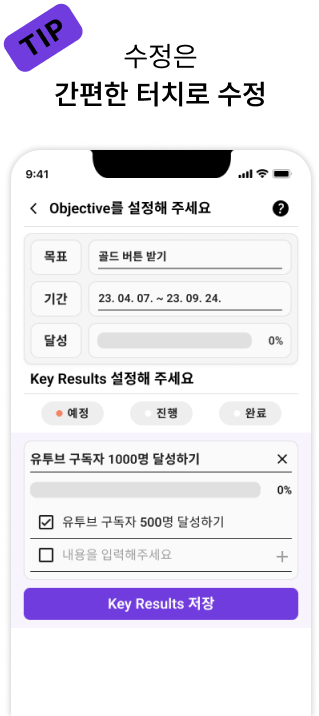 TIP
수정은
간편한 터치로 수정
9:41
Objective를 설정해 주세요 ?
목표 골드 버튼 받기
기간 23. 04. 07. ~ 23. 09. 24.
달성 0%
Key Results 설정해 주세요
예정 진행 완료
유투브 구독자 1000명 달성하기
0%
유투브 구독자 500명 달성하기
내용을 입력해주세요
Key Results 저장